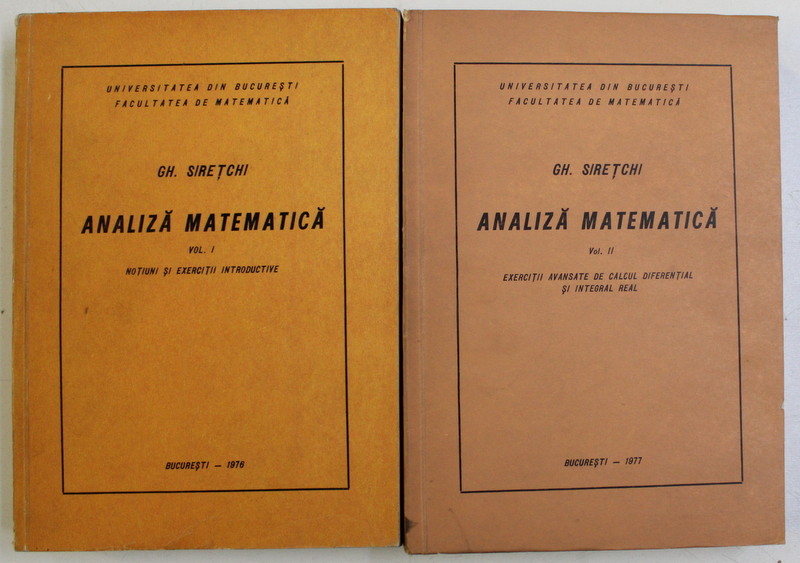 UNIVERSITATEA DIN BUCUREȘTI
FACULTATEA DE MATEMATICĂ
GH. SIREȚCHI
ANALIZĂ MATEMATICĂ
VOL. I
NOȚIUNI ȘI EXERCIȚII INTRODUCTIVE
BUCUREȘTI — 1976
UNIVERSITATEA DIN BUCUREȘTI
FACULTATEA DE MATEMATICĂ
GH. SIREȚCHI
ANALIZĂ MATEMATICĂ
Vol. II
EXERCIȚII AVANSATE DE CALCUL DIFERENȚIAL
ȘI INTEGRAL REAL
BUCUREȘTI — 1977